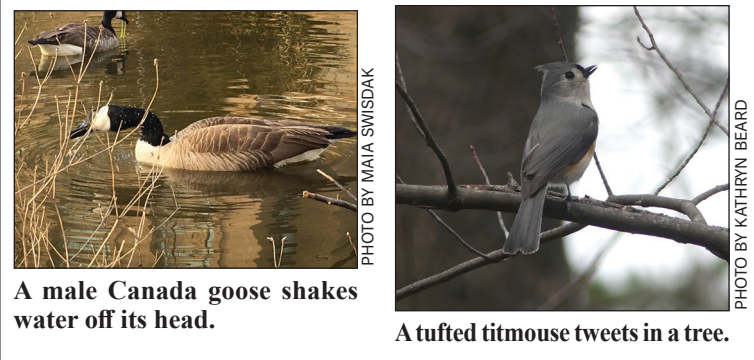 PHOTO BY MAIA SWISDAK
A male Canada goose shakes
water off its head.
PHOTO BY KATHRYN BEARD
A tufted titmouse tweets in a tree.